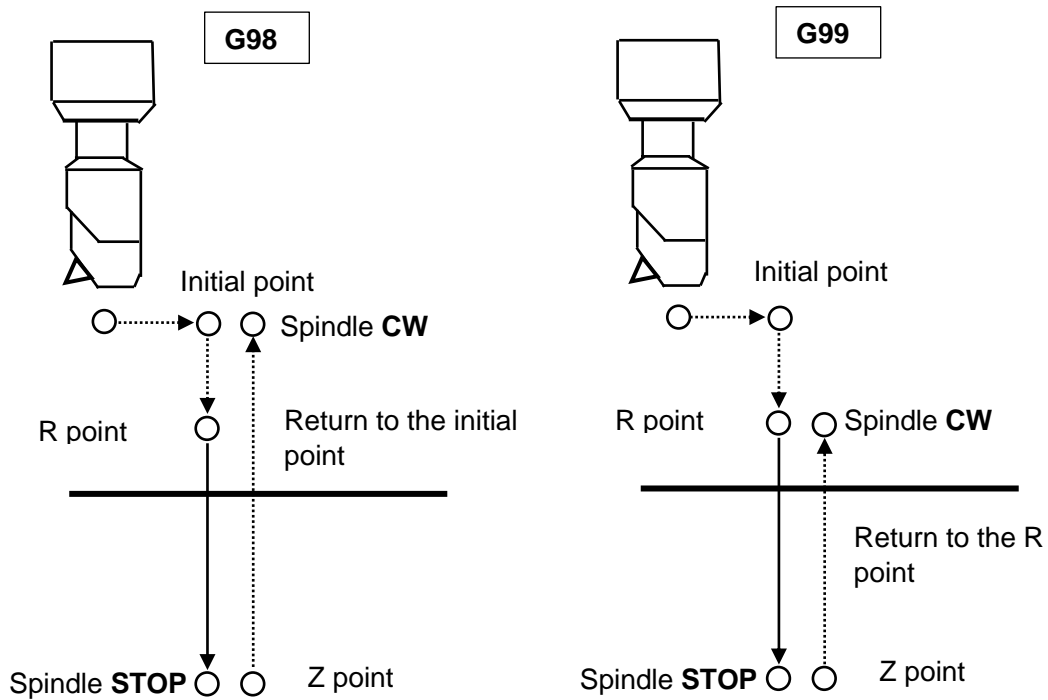 G98
Initial point
Spindle CW
R point
Return to the initial
point
Spindle STOP
Z point
G99
Initial point
R point
Spindle CW
Return to the R
point
Spindle STOP
Z point